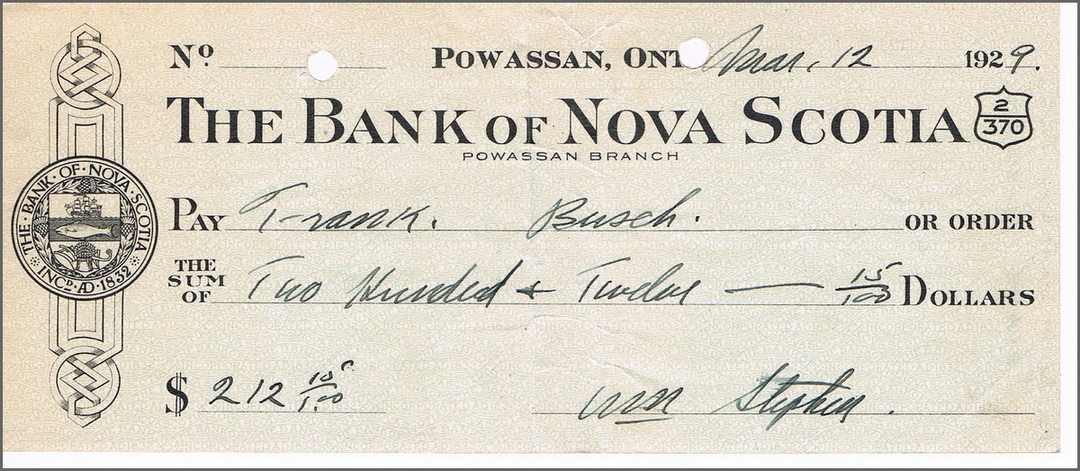 Nº POWASSAN, ONT. Mar. 12 1929.
THE BANK OF NOVA SCOTIA 2/370
POWASSAN BRANCH
THE · BANK · OF · NOVA · SCOTIA · INCᴰ · AD · 1832
PAY Frank. Busch. OR ORDER
THE SUM OF Two Hundred & Twelve — 15/100 DOLLARS
$ 212 15/100
Wm Stephen.